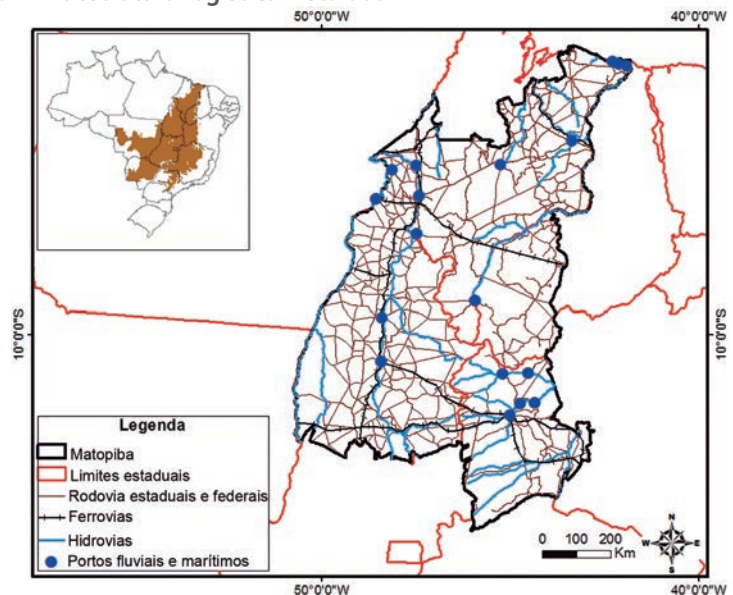 50°0'0"W 40°0'0"W
10°0'0"S
10°0'0"S
Legenda
Matopiba
Limites estaduais
Rodovia estaduais e federais
Ferrovias
Hidrovias
Portos fluviais e marítimos
N
W E
S
0 100 200
Km
50°0'0"W 40°0'0"W